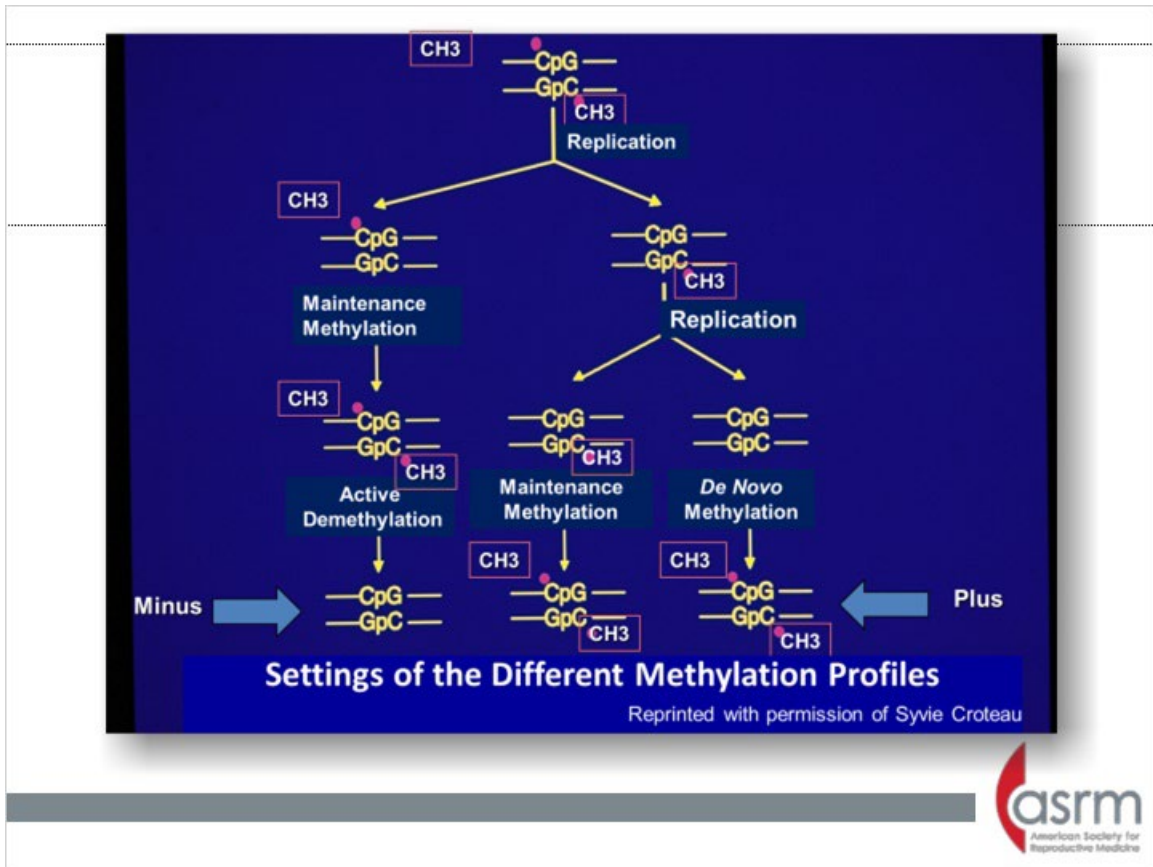 CH3
CpG
GpC
CH3
Replication
CH3
CpG
GpC
CpG
GpC
CH3
Maintenance
Methylation
Replication
CH3
CpG
GpC
CH3
CpG
GpC
CH3
CpG
GpC
Active
Demethylation
Maintenance
Methylation
De Novo
Methylation
CH3
CH3
Minus
CpG
GpC
CpG
GpC
CH3
CpG
GpC
CH3
Plus
Settings of the Different Methylation Profiles
Reprinted with permission of Syvie Croteau
asrm
American Society for
Reproductive Medicine